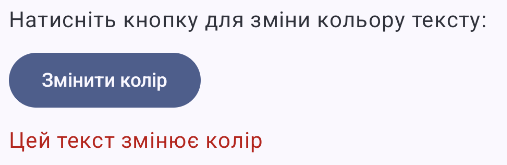 Натисніть кнопку для зміни кольору тексту:
Змінити колір
Цей текст змінює колір